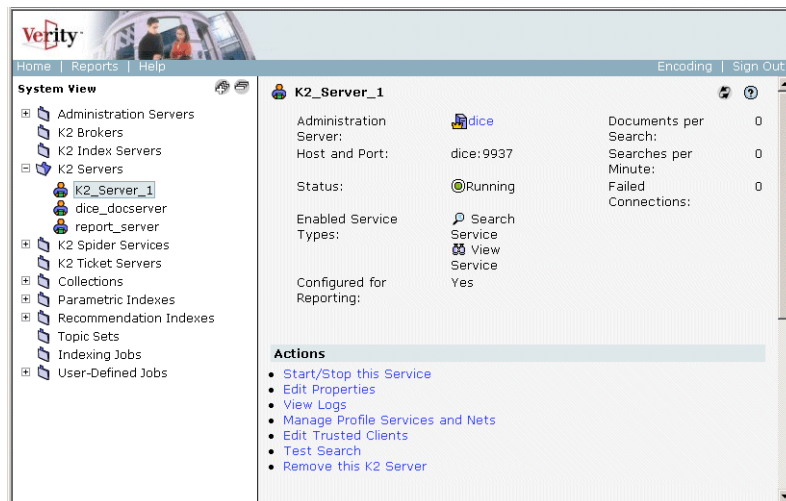 Verity
Home | Reports | Help
Encoding | Sign Out
System View
Administration Servers
K2 Brokers
K2 Index Servers
K2 Servers
K2_Server_1
dice_docserver
report_server
K2 Spider Services
K2 Ticket Servers
Collections
Parametric Indexes
Recommendation Indexes
Topic Sets
Indexing Jobs
User-Defined Jobs
K2_Server_1
Administration
Server:
dice
Documents per
Search:
0
Host and Port:
dice:9937
Searches per
Minute:
0
Status:
Running
Failed
Connections:
0
Enabled Service
Types:
Search
Service
View
Service
Configured for
Reporting:
Yes
Actions
Start/Stop this Service
Edit Properties
View Logs
Manage Profile Services and Nets
Edit Trusted Clients
Test Search
Remove this K2 Server